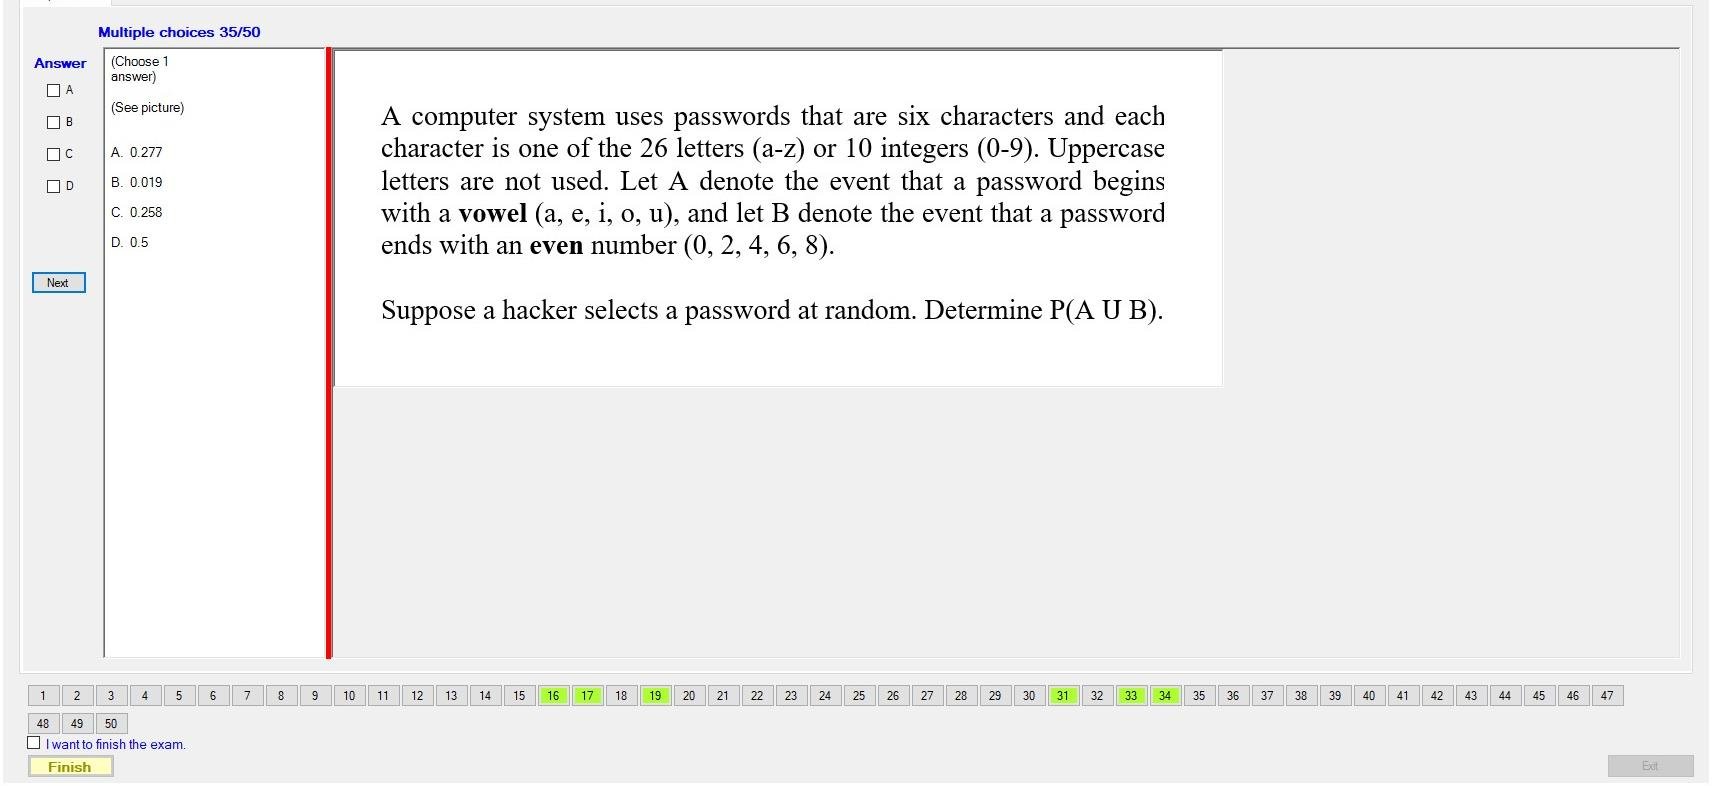 Multiple choices 35/50
Answer
A
B
C
D
Next
(Choose 1
answer)
(See picture)
A. 0.277
B. 0.019
C. 0.258
D. 0.5
A computer system uses passwords that are six characters and each
character is one of the 26 letters (a-z) or 10 integers (0-9). Uppercase
letters are not used. Let A denote the event that a password begins
with a vowel (a, e, i, o, u), and let B denote the event that a password
ends with an even number (0, 2, 4, 6, 8).
Suppose a hacker selects a password at random. Determine P(A U B).
1 2 3 4 5 6 7 8 9 10 11 12 13 14 15 16 17 18 19 20 21 22 23 24 25 26 27 28 29 30 31 32 33 34 35 36 37 38 39 40 41 42 43 44 45 46 47
48 49 50
I want to finish the exam.
Finish
Exit